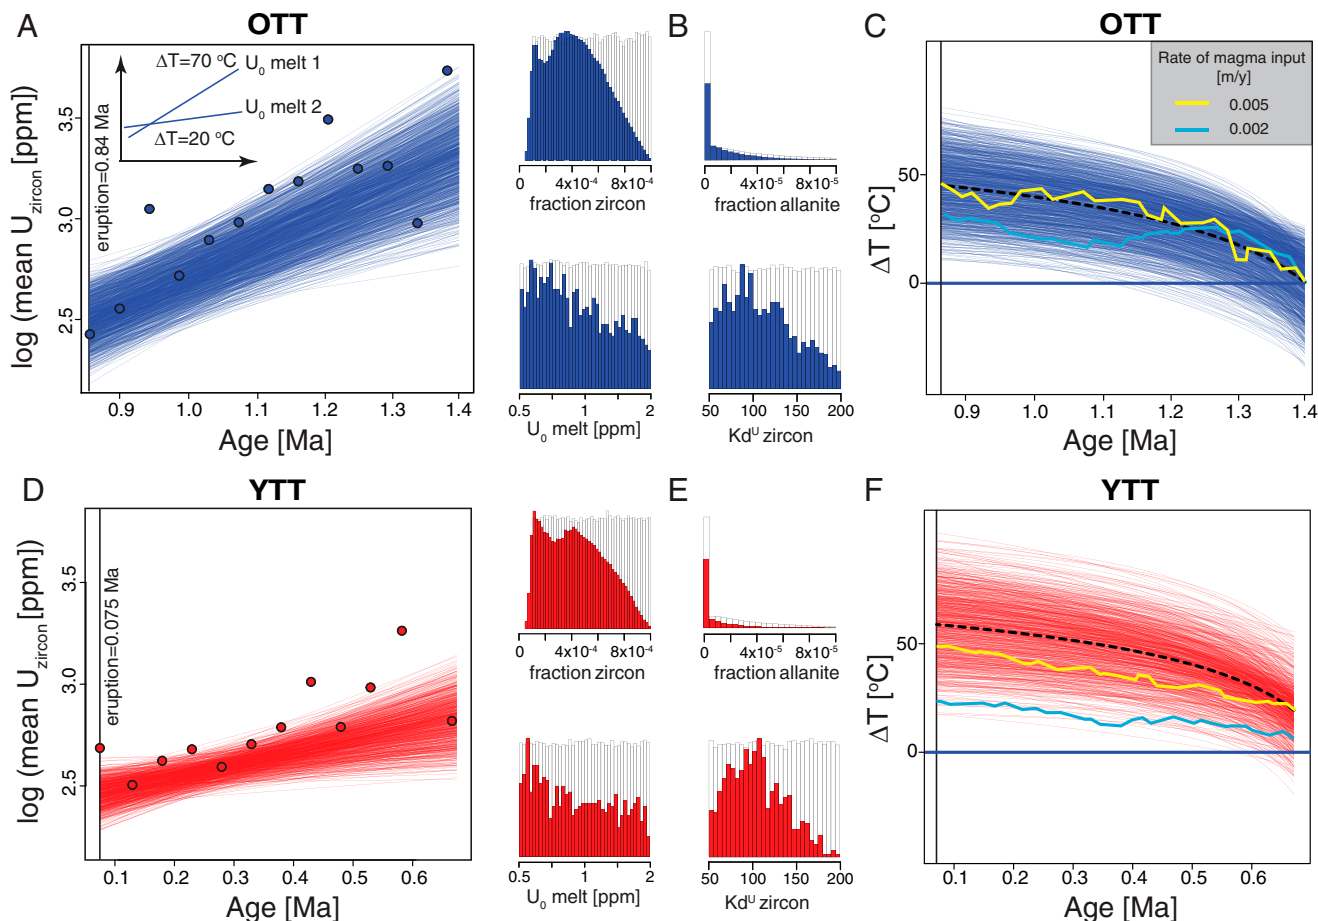 A
OTT
log (mean U zircon [ppm])
3.5
3.0
2.5
eruption=0.84 Ma
ΔT=70 °C
U₀ melt 1
U₀ melt 2
ΔT=20 °C
0.9 1.0 1.1 1.2 1.3 1.4
Age [Ma]
B
0 4x10⁻⁴ 8x10⁻⁴
fraction zircon
0 4x10⁻⁵ 8x10⁻⁵
fraction allanite
0.5 1 2
U₀ melt [ppm]
50 100 150 200
Kdᵁ zircon
C
OTT
Rate of magma input
[m/y]
0.005
0.002
ΔT [°C]
50
0
0.9 1.0 1.1 1.2 1.3 1.4
Age [Ma]
D
YTT
log (mean U zircon [ppm])
3.5
3.0
2.5
eruption=0.075 Ma
0.1 0.2 0.3 0.4 0.5 0.6
Age [Ma]
E
0 4x10⁻⁴ 8x10⁻⁴
fraction zircon
0 4x10⁻⁵ 8x10⁻⁵
fraction allanite
0.5 1 2
U₀ melt [ppm]
50 100 150 200
Kdᵁ zircon
F
YTT
ΔT [°C]
50
0
0.1 0.2 0.3 0.4 0.5 0.6
Age [Ma]